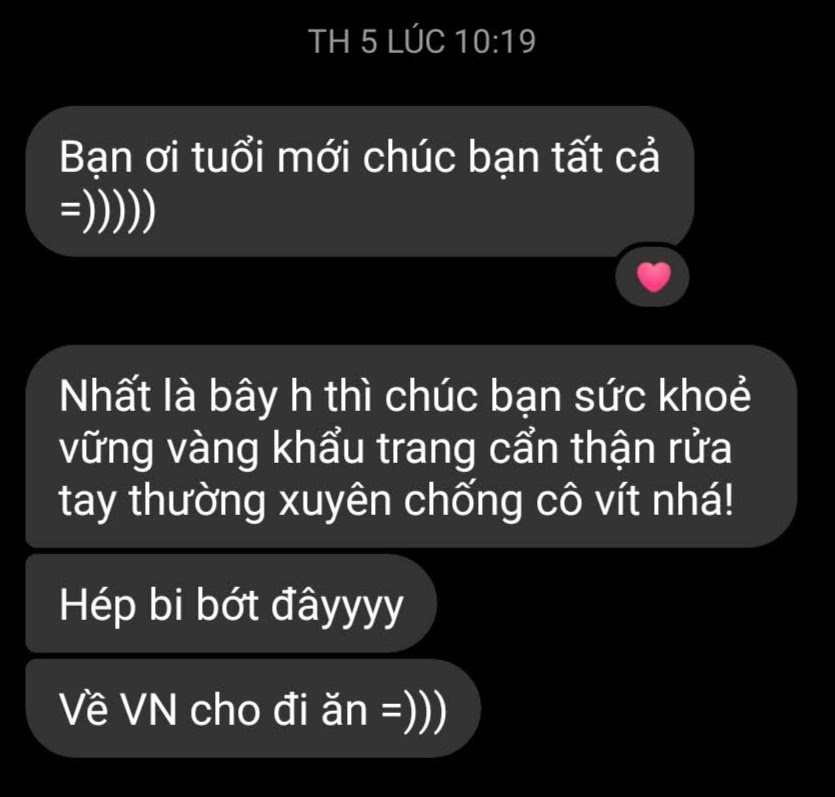 TH 5 LÚC 10:19
Bạn ơi tuổi mới chúc bạn tất cả
=)))))
Nhất là bây h thì chúc bạn sức khoẻ
vững vàng khẩu trang cẩn thận rửa
tay thường xuyên chống cô vít nhá!
Hép bi bớt đâyyyy
Về VN cho đi ăn =)))